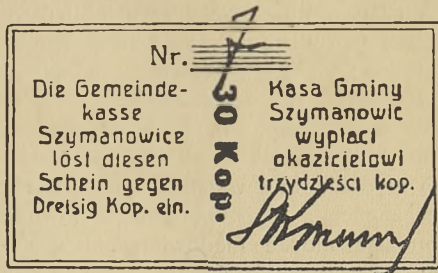 Nr. 7
Die Gemeinde-
kasse
Szymanowice
löst diesen
Schein gegen
Dreisig Kop. ein.
30 Kop.
Kasa Gminy
Szymanowic
wypłaci
okazicielowi
trzydzieści kop.